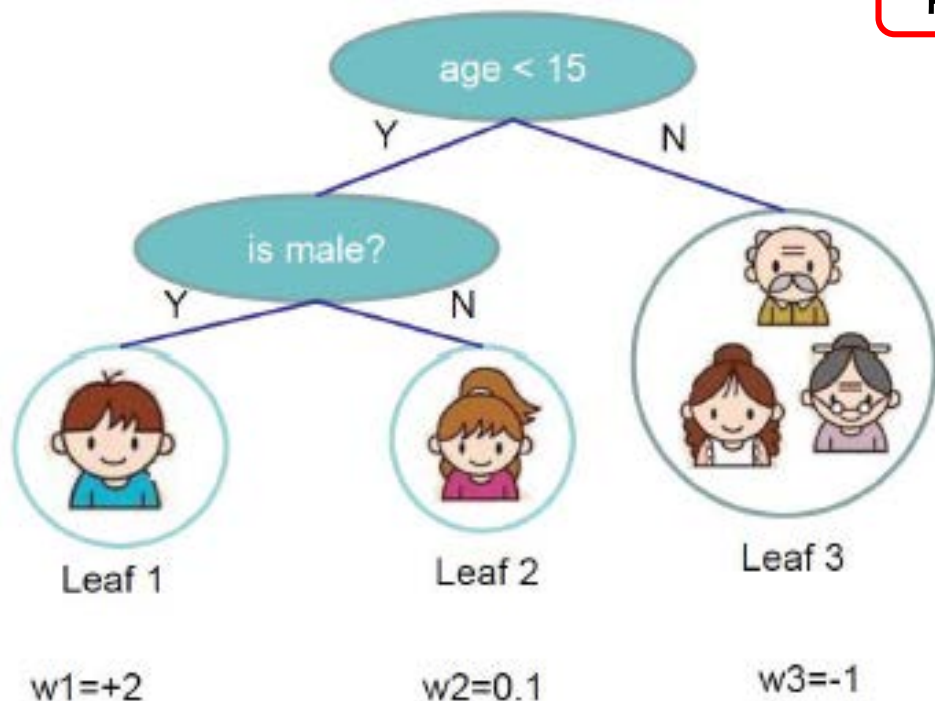 age < 15
Y
N
is male?
Y
N
Leaf 1
Leaf 2
Leaf 3
w1=+2
w2=0.1
w3=-1